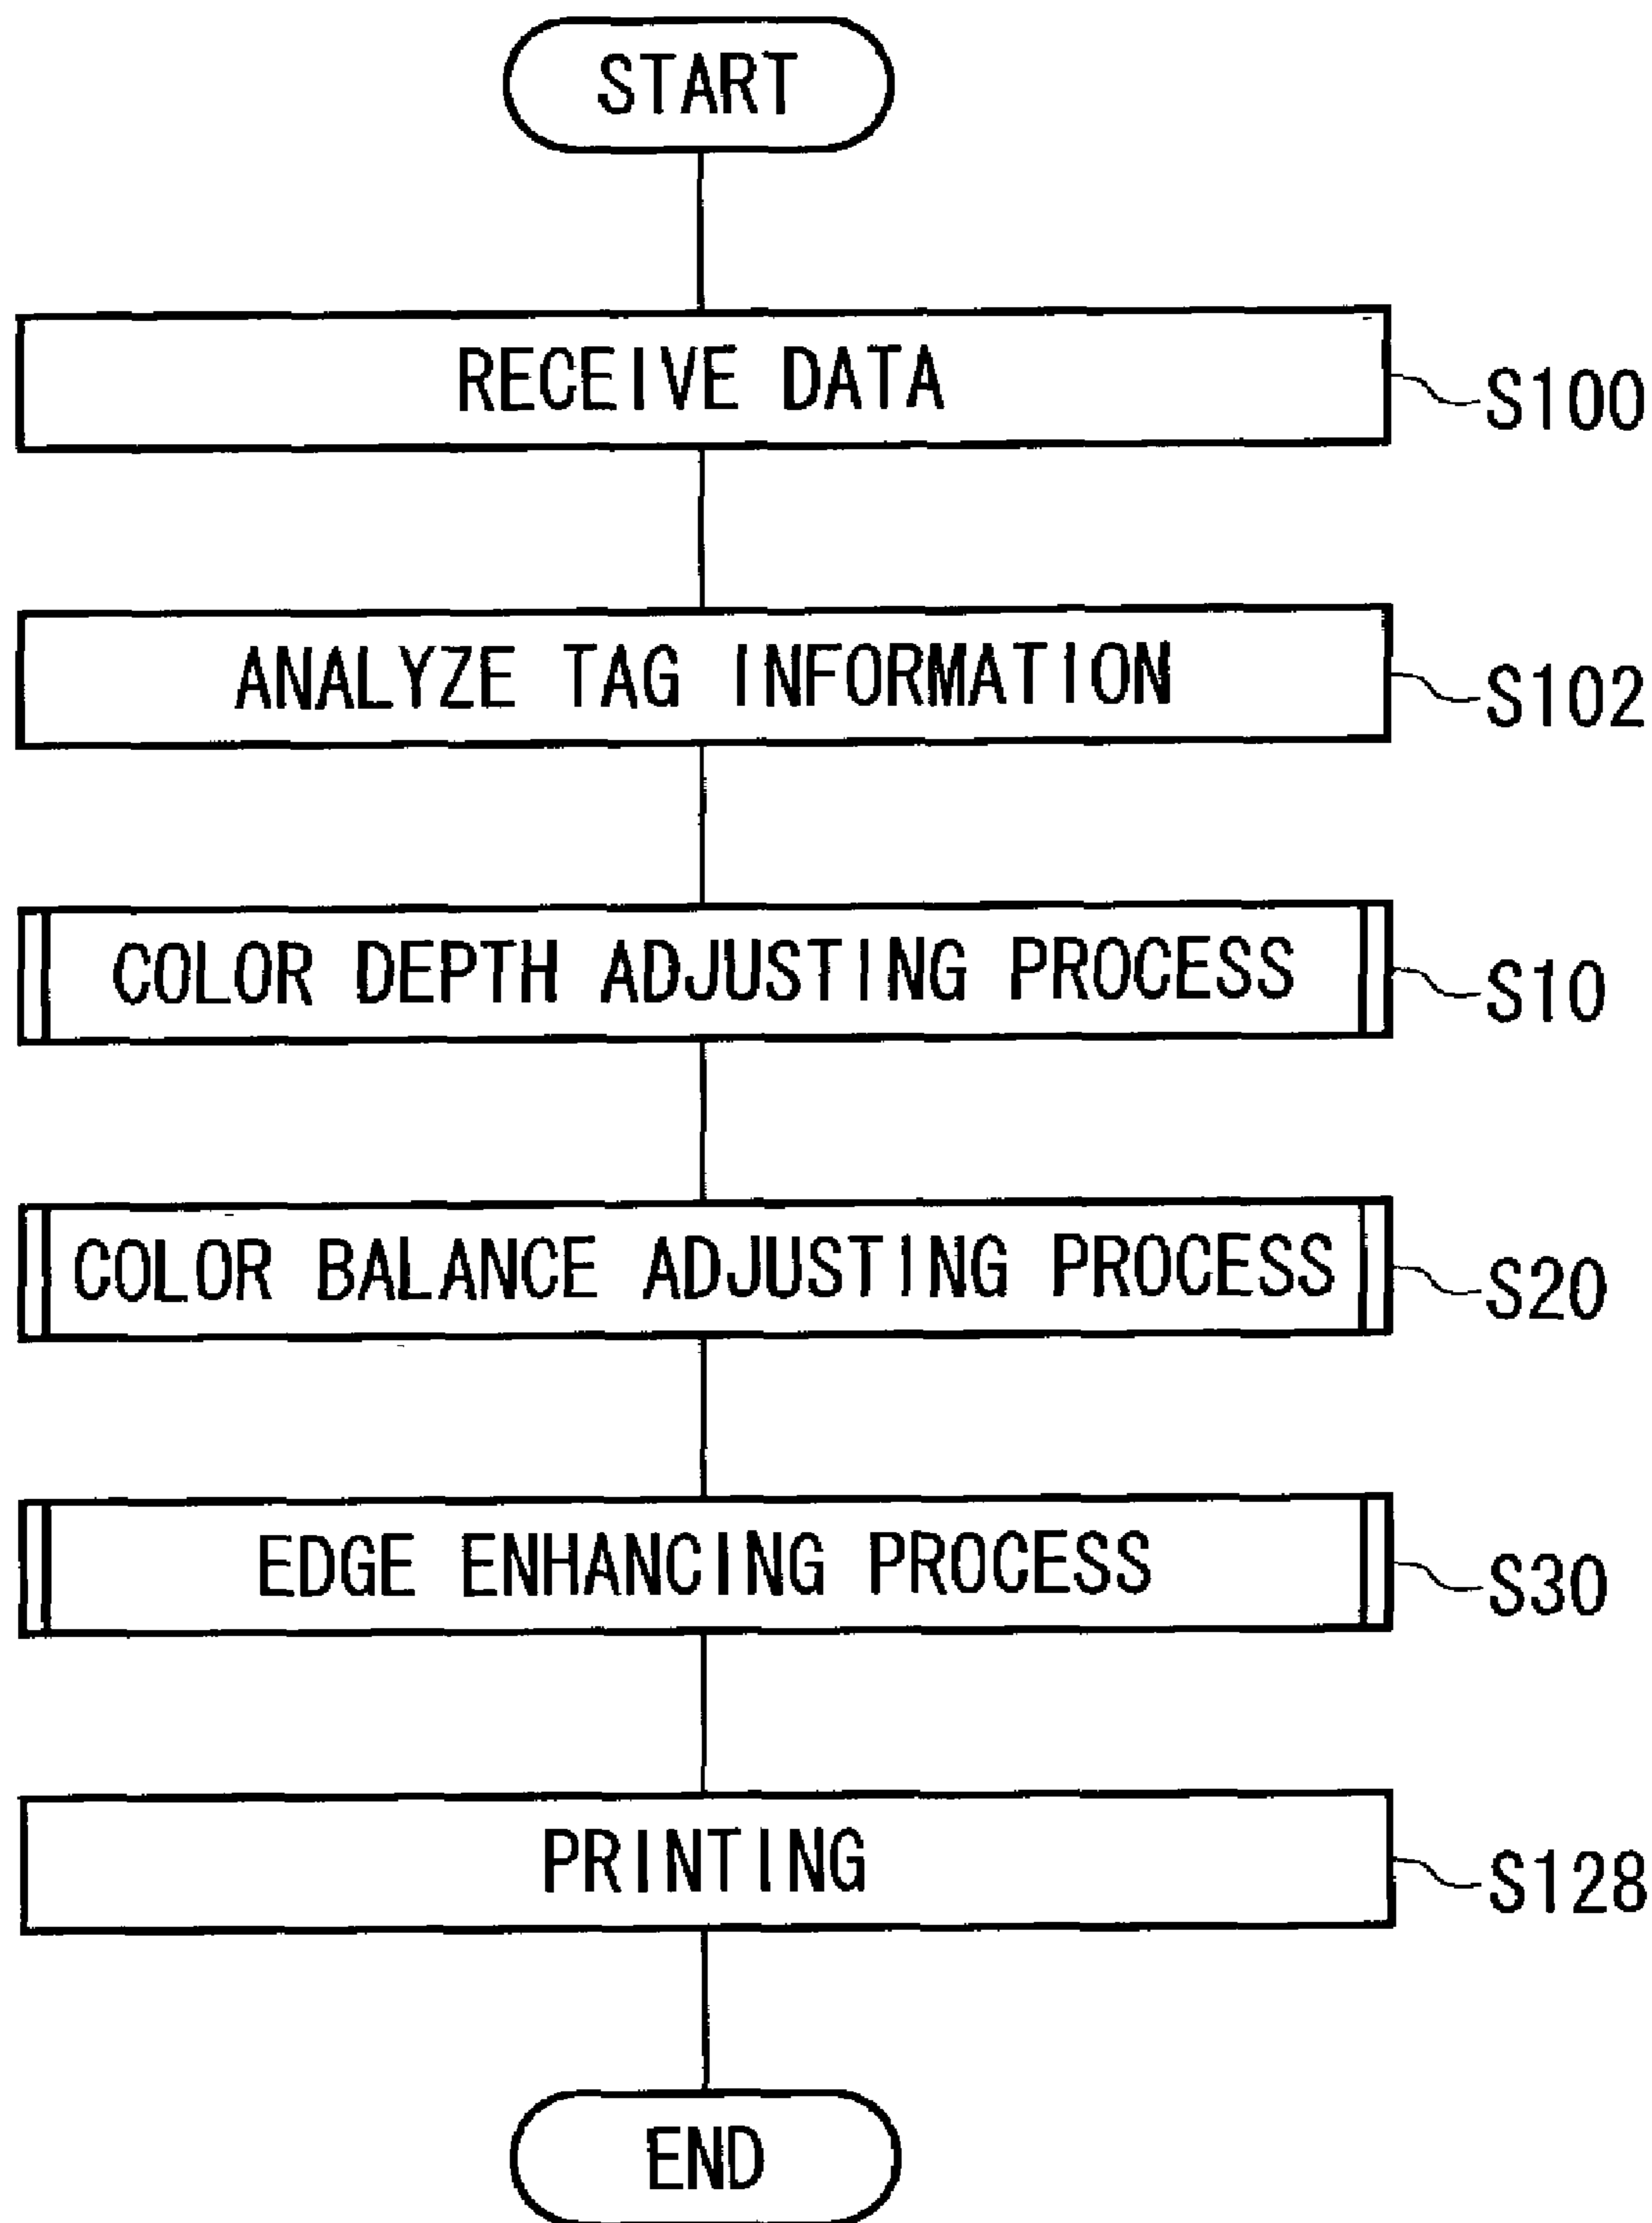 START
RECEIVE DATA
S100
ANALYZE TAG INFORMATION
S102
COLOR DEPTH ADJUSTING PROCESS
S10
COLOR BALANCE ADJUSTING PROCESS
S20
EDGE ENHANCING PROCESS
S30
PRINTING
S128
END